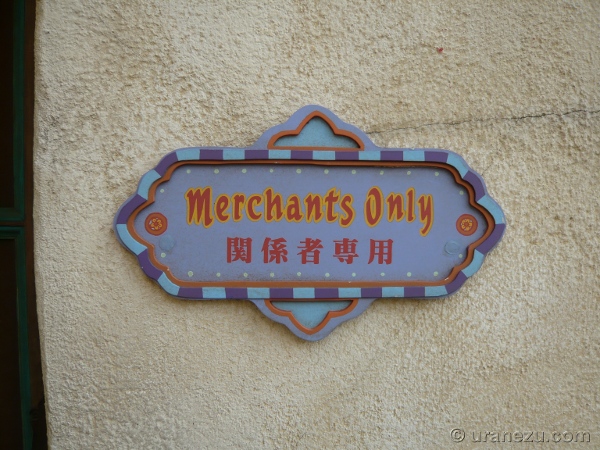 Merchants Only
関係者専用
© uranezu.com